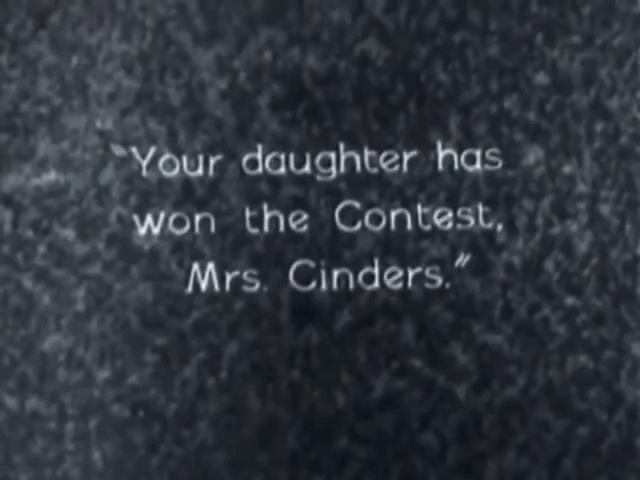 "Your daughter has
won the Contest,
Mrs. Cinders."